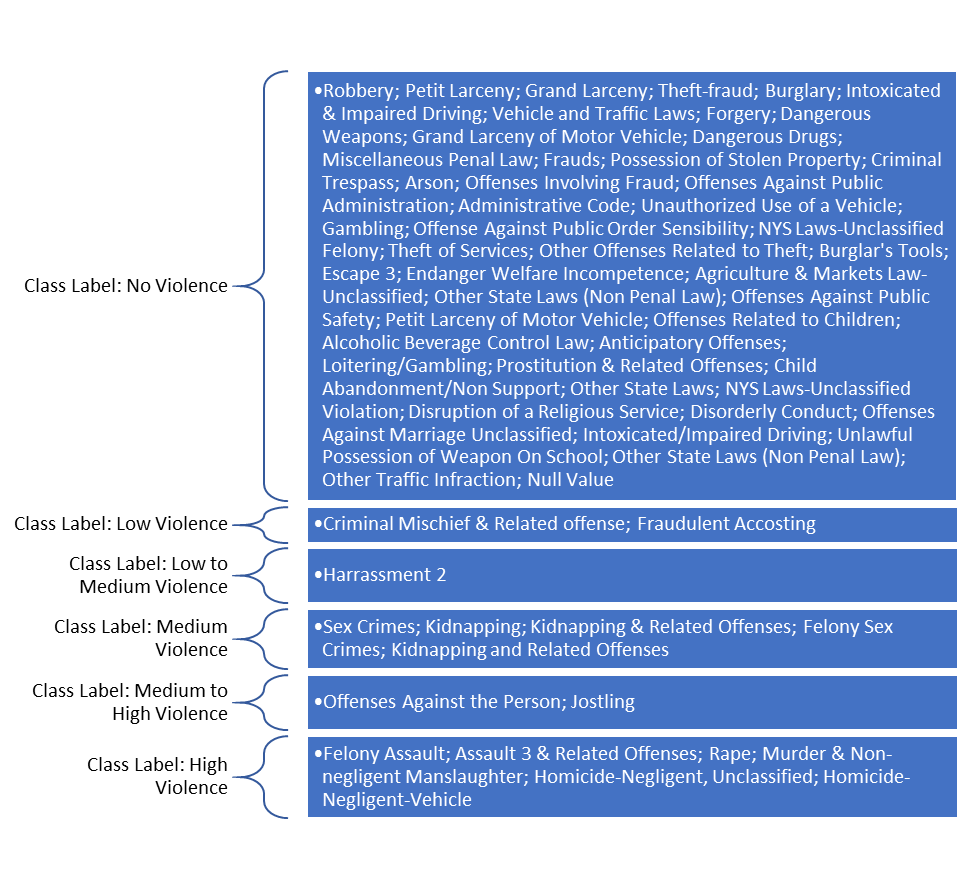 Class Label: No Violence
•Robbery; Petit Larceny; Grand Larceny; Theft-fraud; Burglary; Intoxicated
& Impaired Driving; Vehicle and Traffic Laws; Forgery; Dangerous
Weapons; Grand Larceny of Motor Vehicle; Dangerous Drugs;
Miscellaneous Penal Law; Frauds; Possession of Stolen Property; Criminal
Trespass; Arson; Offenses Involving Fraud; Offenses Against Public
Administration; Administrative Code; Unauthorized Use of a Vehicle;
Gambling; Offense Against Public Order Sensibility; NYS Laws-Unclassified
Felony; Theft of Services; Other Offenses Related to Theft; Burglar's Tools;
Escape 3; Endanger Welfare Incompetence; Agriculture & Markets Law-
Unclassified; Other State Laws (Non Penal Law); Offenses Against Public
Safety; Petit Larceny of Motor Vehicle; Offenses Related to Children;
Alcoholic Beverage Control Law; Anticipatory Offenses;
Loitering/Gambling; Prostitution & Related Offenses; Child
Abandonment/Non Support; Other State Laws; NYS Laws-Unclassified
Violation; Disruption of a Religious Service; Disorderly Conduct; Offenses
Against Marriage Unclassified; Intoxicated/Impaired Driving; Unlawful
Possession of Weapon On School; Other State Laws (Non Penal Law);
Other Traffic Infraction; Null Value
Class Label: Low Violence
•Criminal Mischief & Related offense; Fraudulent Accosting
Class Label: Low to
Medium Violence
•Harrassment 2
Class Label: Medium
Violence
•Sex Crimes; Kidnapping; Kidnapping & Related Offenses; Felony Sex
Crimes; Kidnapping and Related Offenses
Class Label: Medium to
High Violence
•Offenses Against the Person; Jostling
Class Label: High
Violence
•Felony Assault; Assault 3 & Related Offenses; Rape; Murder & Non-
negligent Manslaughter; Homicide-Negligent, Unclassified; Homicide-
Negligent-Vehicle